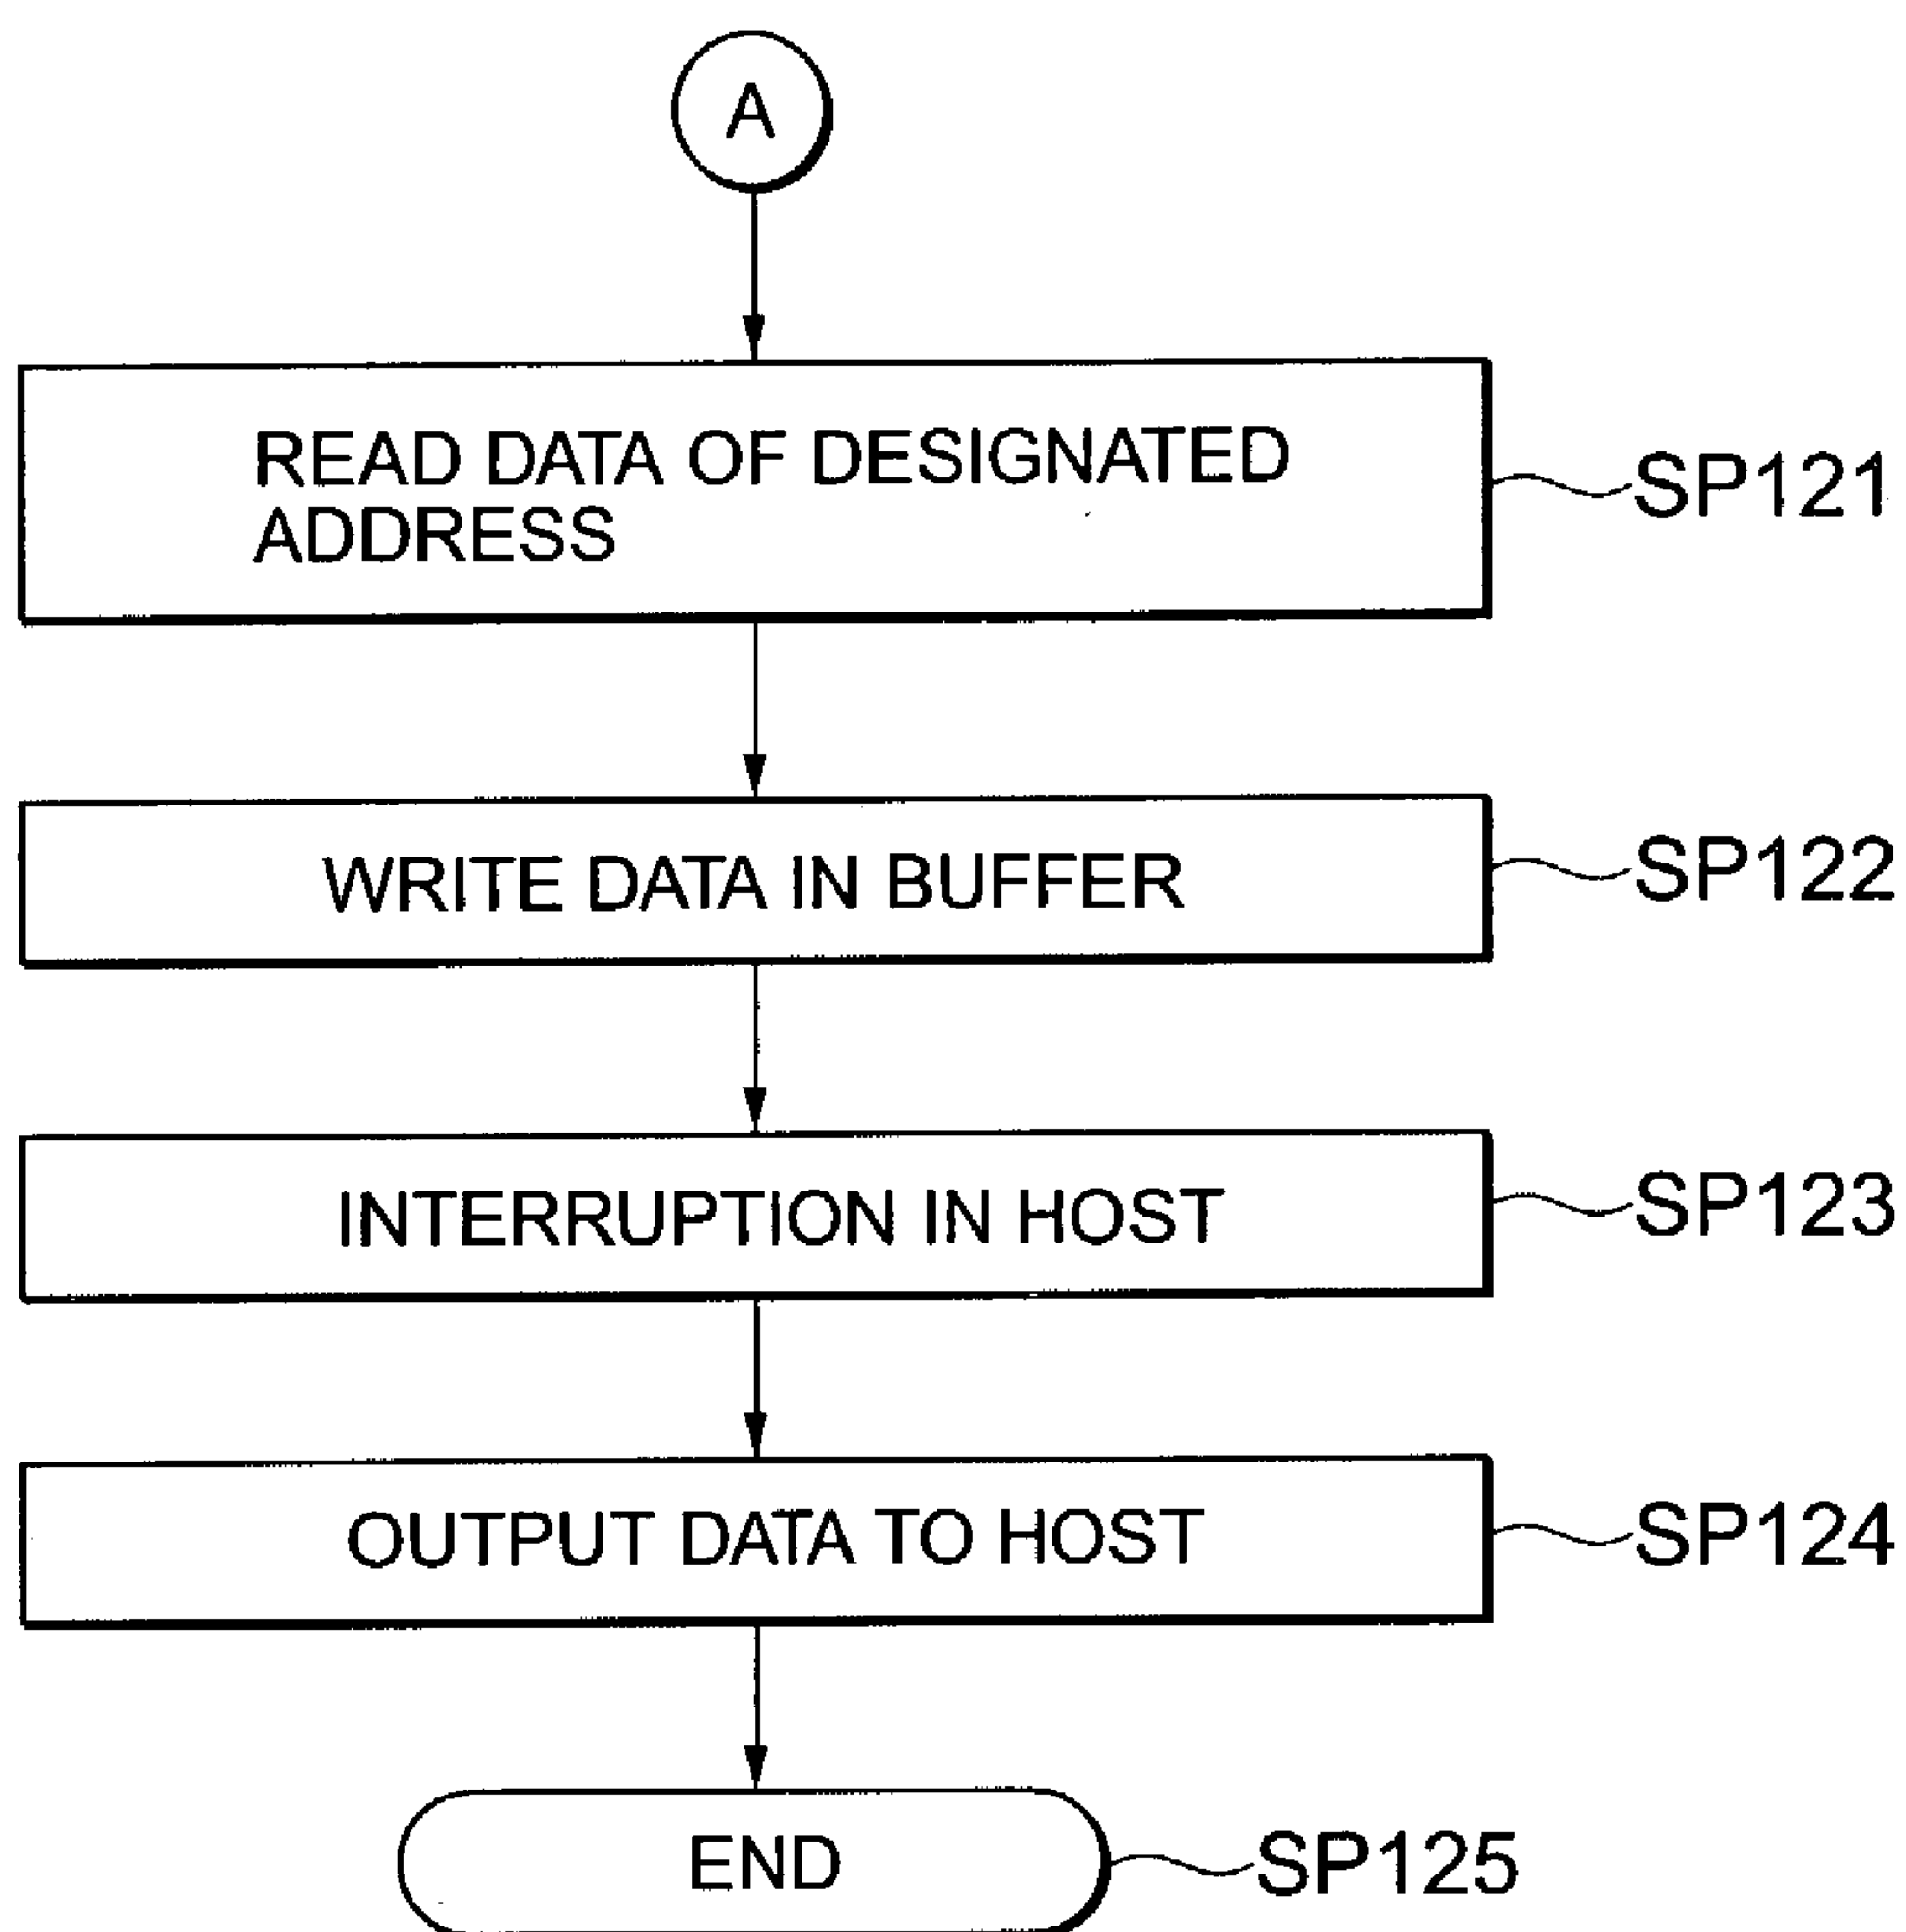 A
READ DATA OF DESIGNATED
ADDRESS
SP121
WRITE DATA IN BUFFER
SP122
INTERRUPTION IN HOST
SP123
OUTPUT DATA TO HOST
SP124
END
SP125